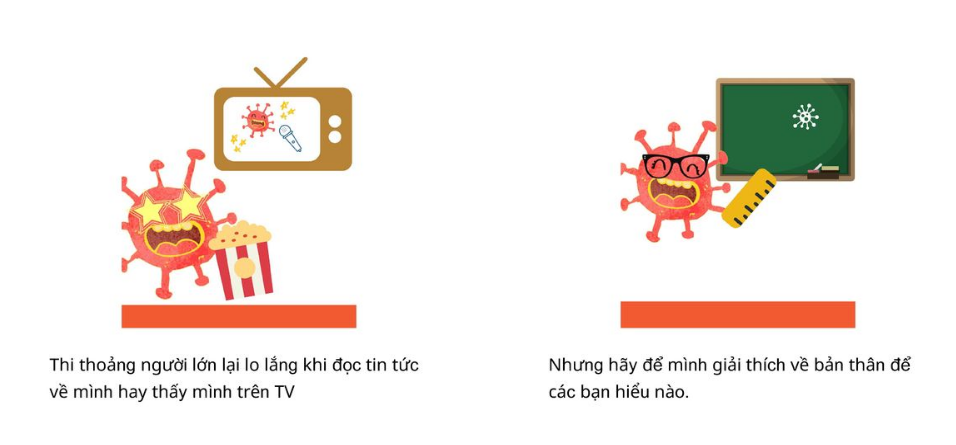 Thi thoảng người lớn lại lo lắng khi đọc tin tức
về mình hay thấy mình trên TV
Nhưng hãy để mình giải thích về bản thân để
các bạn hiểu nào.